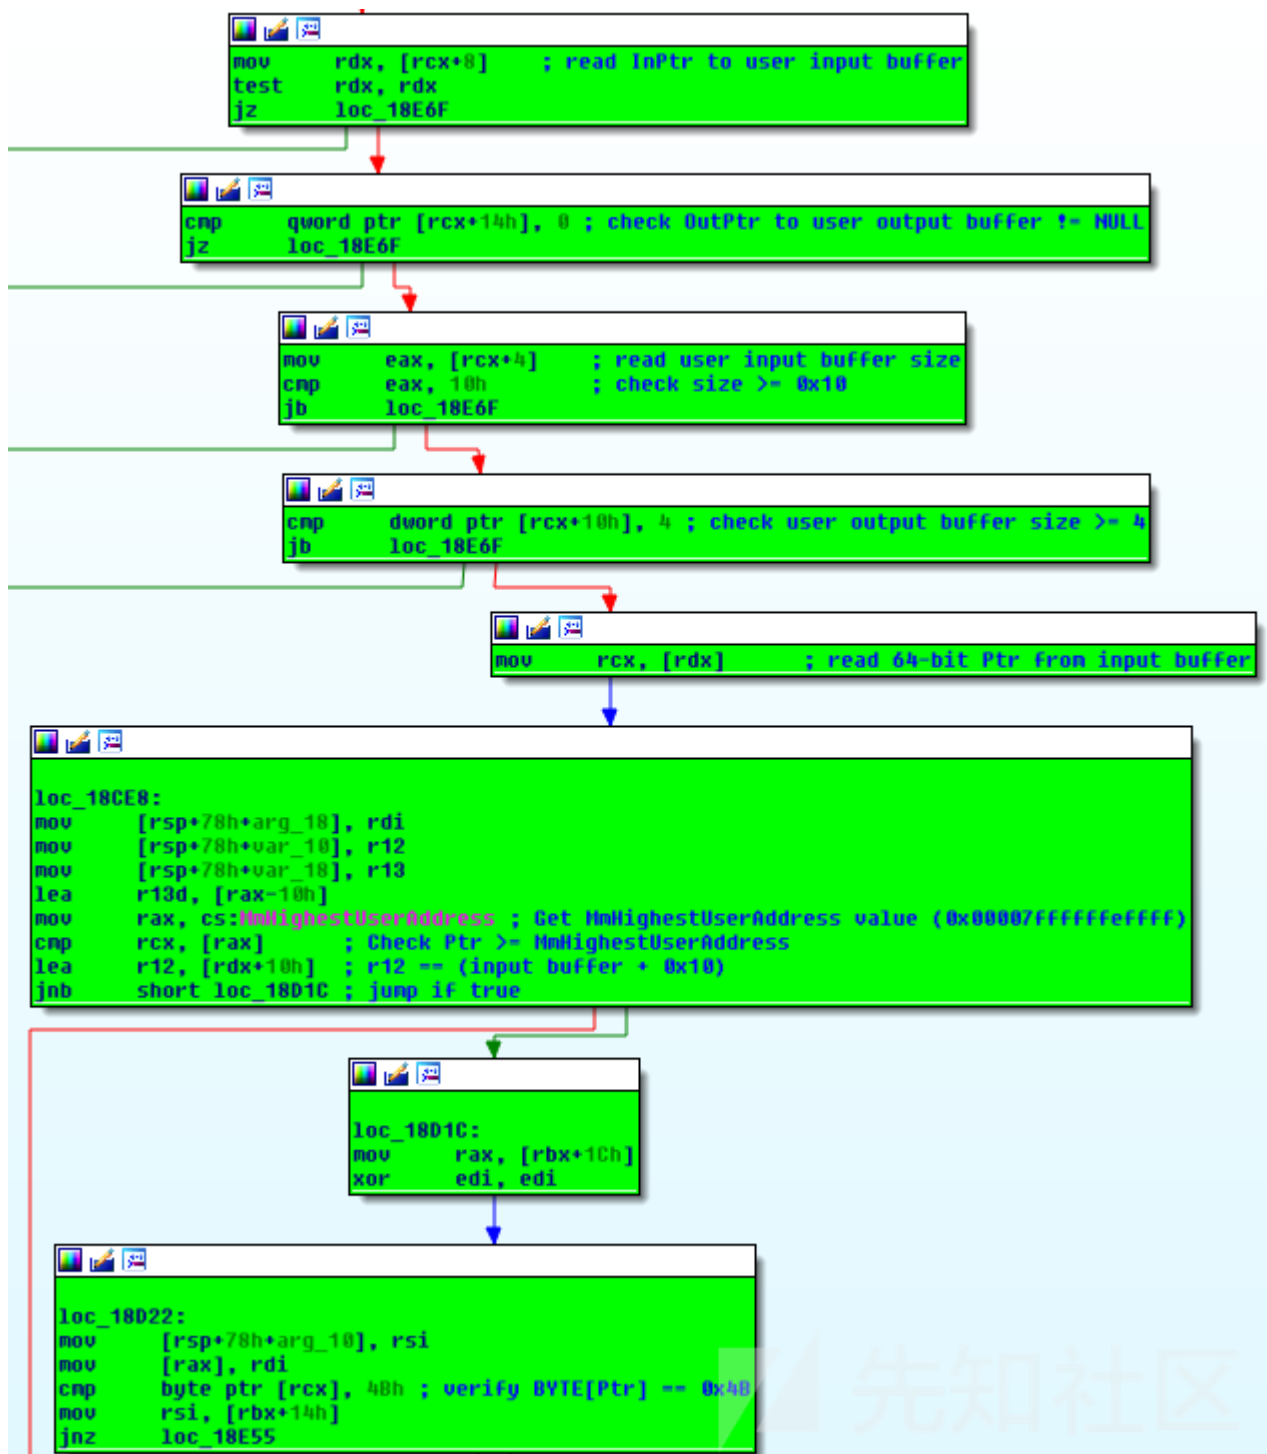 mov rdx, [rcx+8] ; read InPtr to user input buffer
test rdx, rdx
jz loc_18E6F
cmp qword ptr [rcx+14h], 0 ; check OutPtr to user output buffer != NULL
jz loc_18E6F
mov eax, [rcx+4] ; read user input buffer size
cmp eax, 10h ; check size >= 0x10
jb loc_18E6F
cmp dword ptr [rcx+10h], 4 ; check user output buffer size >= 4
jb loc_18E6F
mov rcx, [rdx] ; read 64-bit Ptr from input buffer
loc_18CE8:
mov [rsp+78h+arg_18], rdi
mov [rsp+78h+var_10], r12
mov [rsp+78h+var_18], r13
lea r13d, [rax-10h]
mov rax, cs:MmHighestUserAddress ; Get MmHighestUserAddress value (0x00007ffffffeffff)
cmp rcx, [rax] ; Check Ptr >= MmHighestUserAddress
lea r12, [rdx+10h] ; r12 == (input buffer + 0x10)
jnb short loc_18D1C ; jump if true
loc_18D1C:
mov rax, [rbx+1Ch]
xor edi, edi
loc_18D22:
mov [rsp+78h+arg_10], rsi
mov [rax], rdi
cmp byte ptr [rcx], 4Bh ; verify BYTE[Ptr] == 0x4B
mov rsi, [rbx+14h]
jnz loc_18E55
先知社区